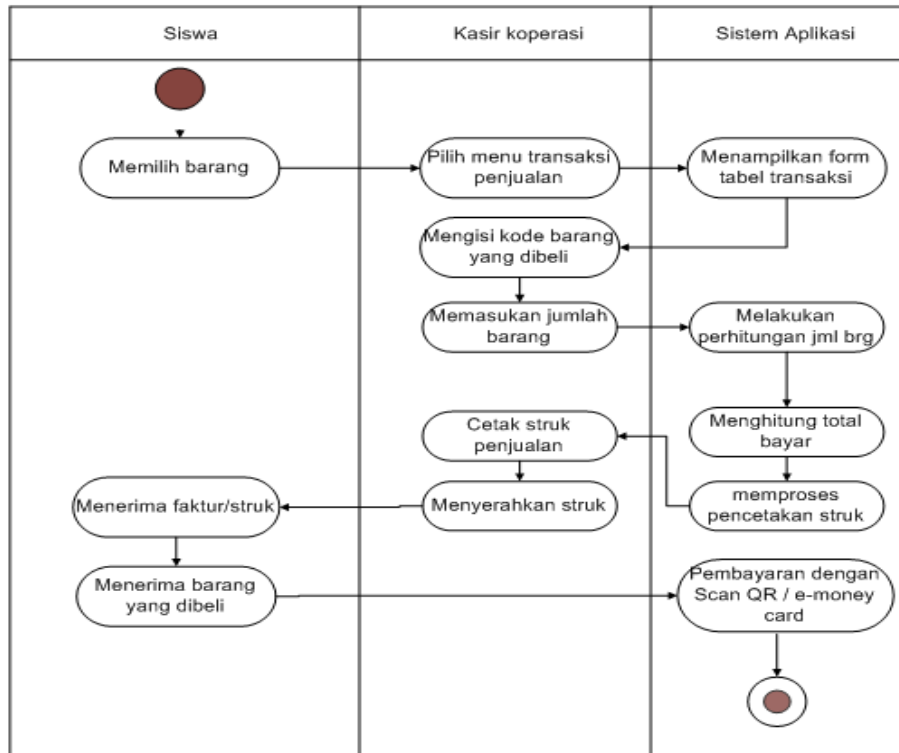 Siswa
Kasir koperasi
Sistem Aplikasi
Memilih barang
Pilih menu transaksi
penjualan
Menampilkan form
tabel transaksi
Mengisi kode barang
yang dibeli
Memasukan jumlah
barang
Melakukan
perhitungan jml brg
Menghitung total
bayar
memproses
pencetakan struk
Cetak struk
penjualan
Menyerahkan struk
Menerima faktur/struk
Menerima barang
yang dibeli
Pembayaran dengan
Scan QR / e-money
card